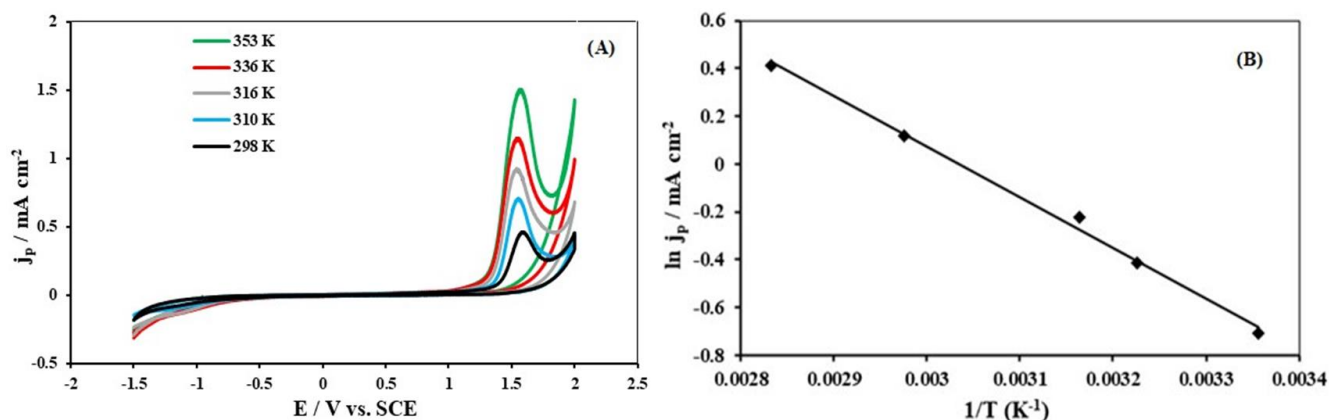 (A)
353 K
336 K
316 K
310 K
298 K
2
1.5
1
0.5
0
-0.5
j_p / mA cm^-2
-2 -1.5 -1 -0.5 0 0.5 1 1.5 2 2.5
E / V vs. SCE
(B)
0.6
0.4
0.2
0
-0.2
-0.4
-0.6
-0.8
ln j_p / mA cm^-2
0.0028 0.0029 0.003 0.0031 0.0032 0.0033 0.0034
1/T (K^-1)